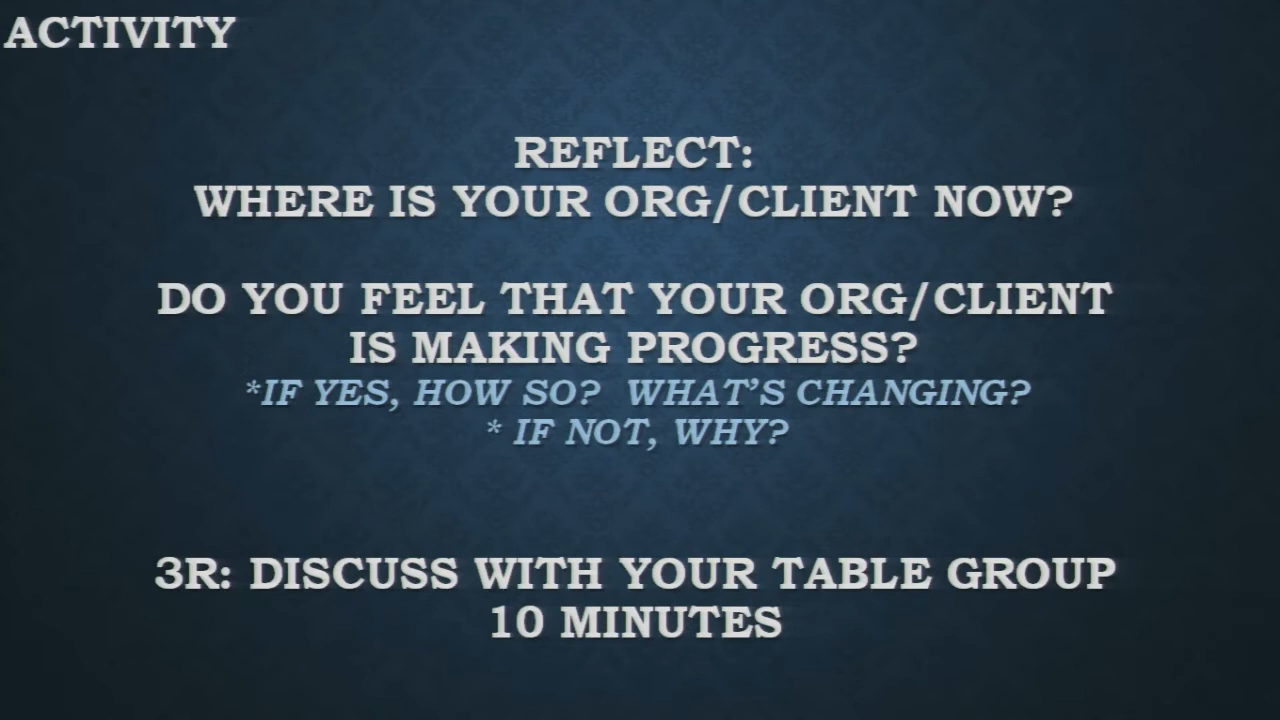 ACTIVITY
REFLECT:
WHERE IS YOUR ORG/CLIENT NOW?
DO YOU FEEL THAT YOUR ORG/CLIENT
IS MAKING PROGRESS?
*IF YES, HOW SO?  WHAT'S CHANGING?
* IF NOT, WHY?
3R: DISCUSS WITH YOUR TABLE GROUP
10 MINUTES